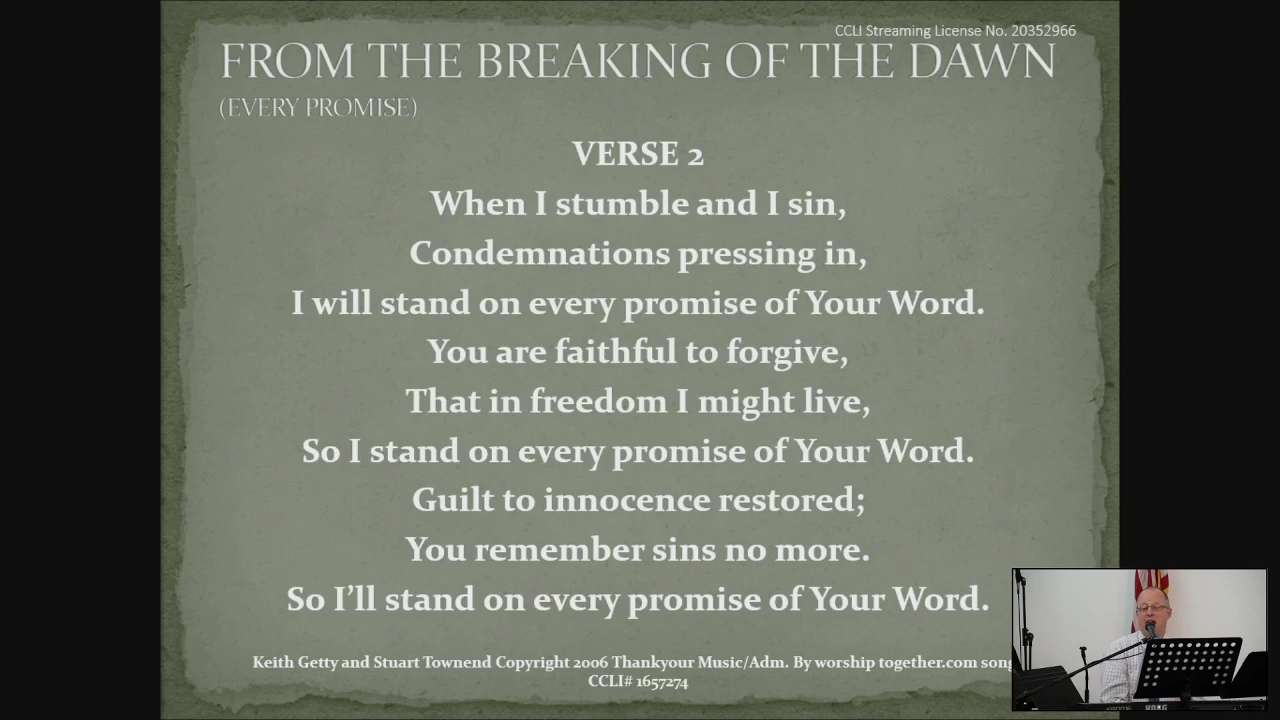 CCLI Streaming License No. 20352966
FROM THE BREAKING OF THE DAWN
(EVERY PROMISE)
VERSE 2
When I stumble and I sin,
Condemnations pressing in,
I will stand on every promise of Your Word.
You are faithful to forgive,
That in freedom I might live,
So I stand on every promise of Your Word.
Guilt to innocence restored;
You remember sins no more.
So I’ll stand on every promise of Your Word.
Keith Getty and Stuart Townend Copyright 2006 Thankyour Music/Adm. By worship together.com song
CCLI# 1657274
KORG